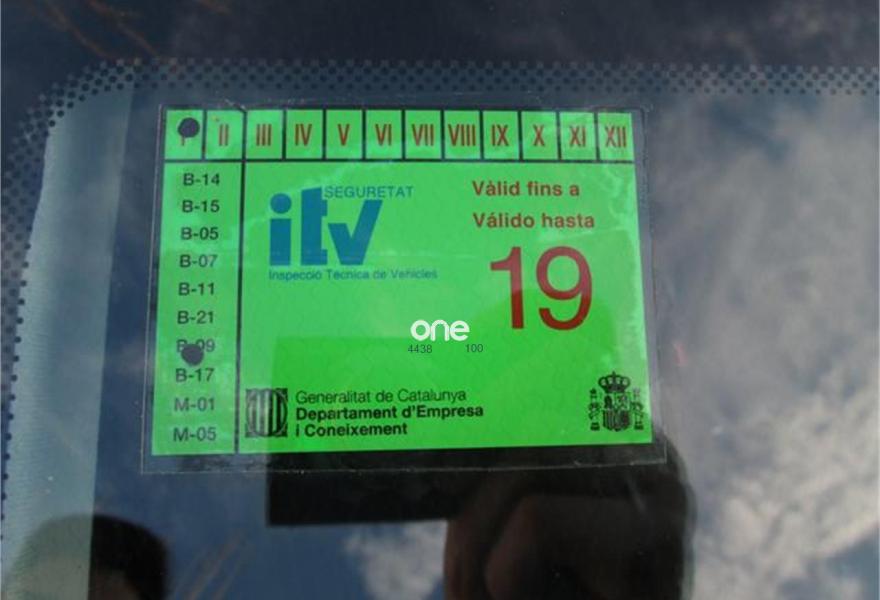 I II III IV V VI VII VIII IX X XI XII
B-14
B-15
B-05
B-07
B-11
B-21
B-09
B-17
M-01
M-05
SEGURETAT
itv
Inspecció Tècnica de Vehicles
Vàlid fins a
Válido hasta
19
one
4438 100
Generalitat de Catalunya
Departament d'Empresa
i Coneixement